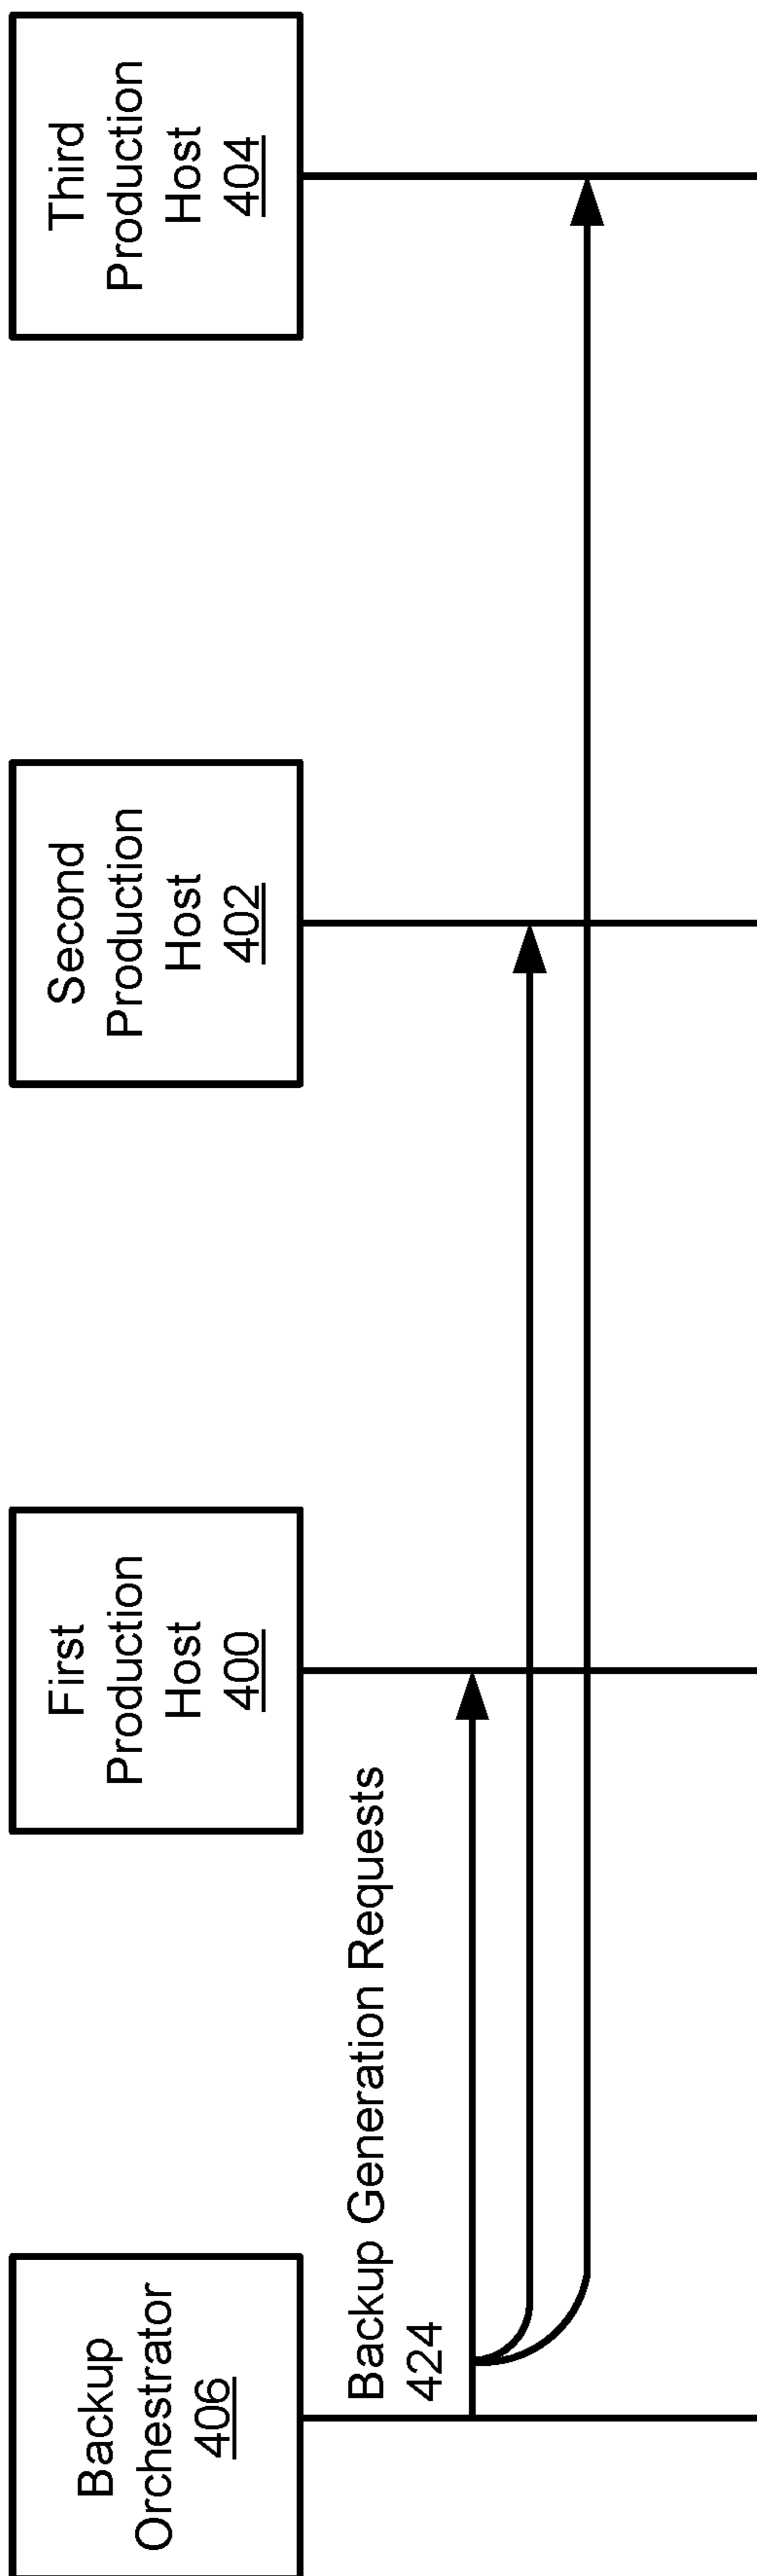 Backup
Orchestrator
406
First
Production
Host
400
Second
Production
Host
402
Third
Production
Host
404
Backup Generation Requests
424